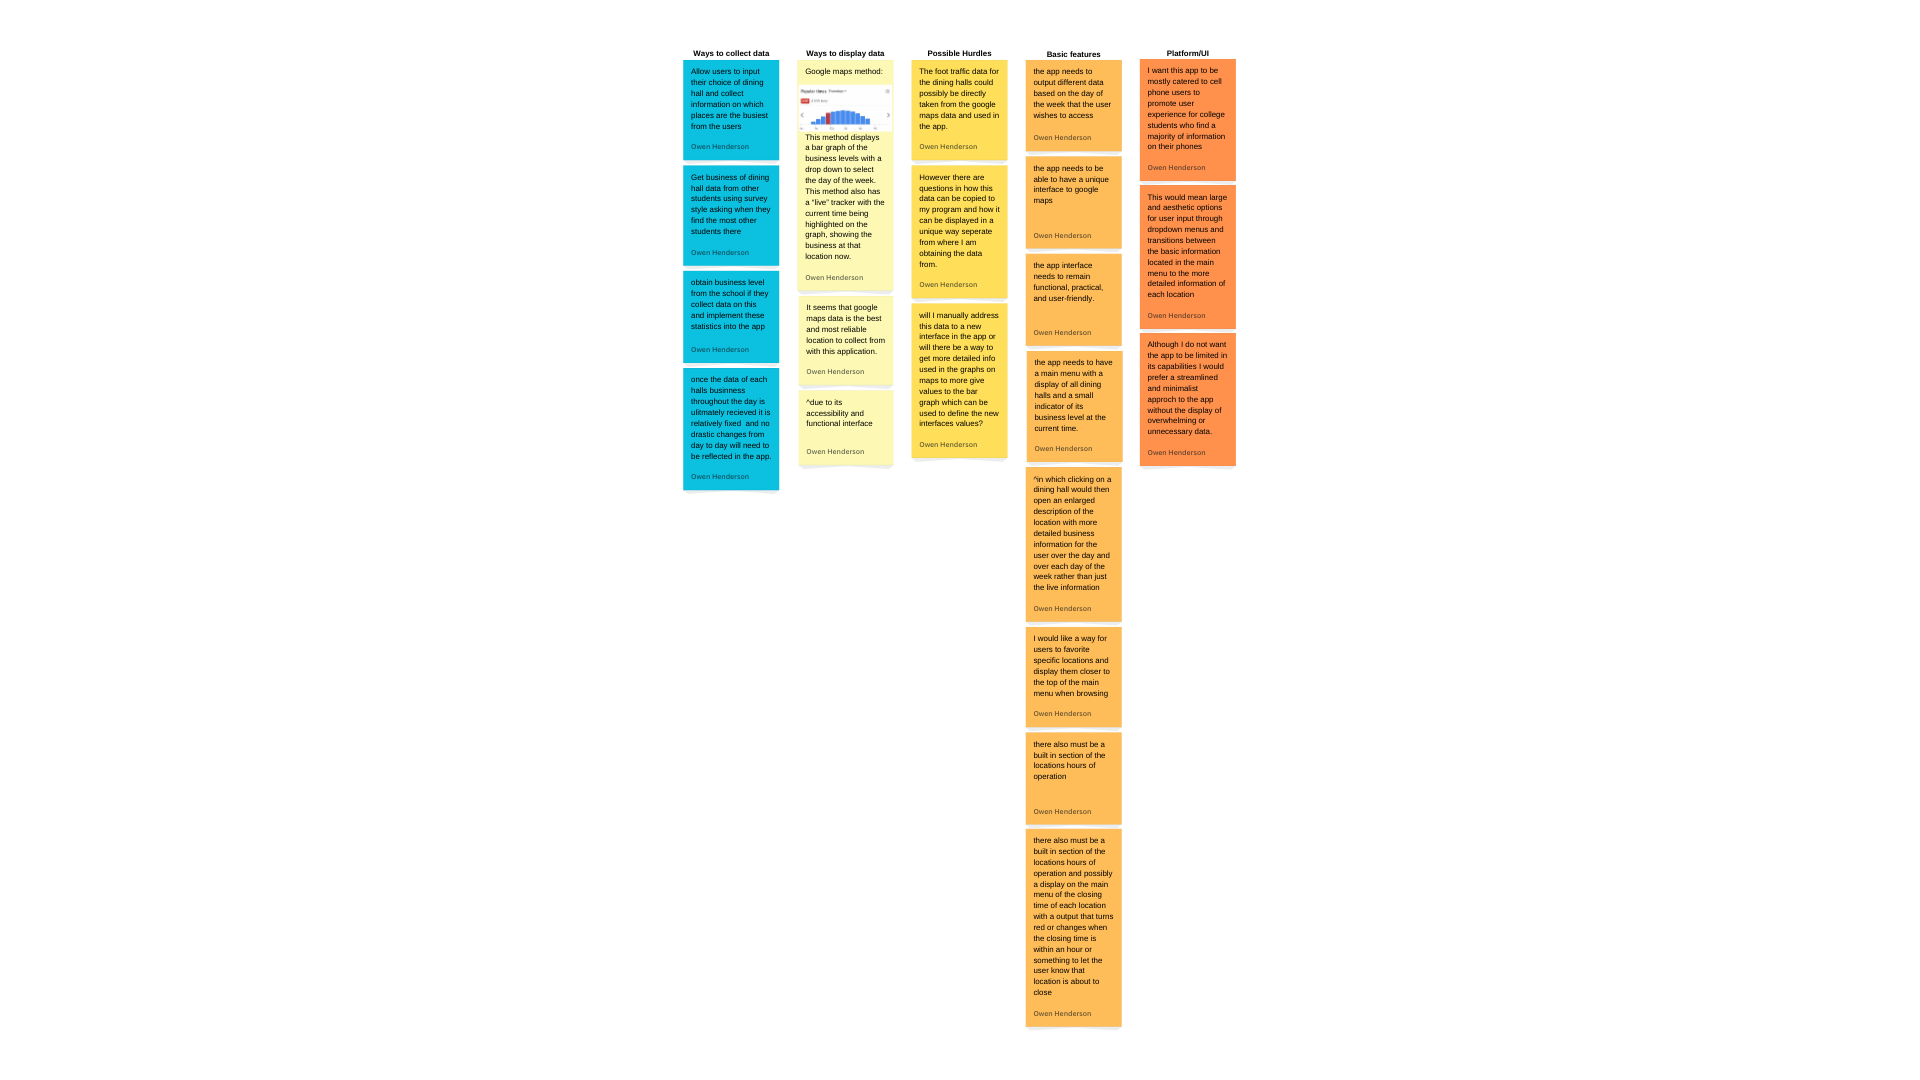 Ways to collect data
Allow users to input
their choice of dining
hall and collect
information on which
places are the busiest
from the users
Owen Henderson
Get business of dining
hall data from other
students using survey
style asking when they
find the most other
students there
Owen Henderson
obtain business level
from the school if they
collect data on this
and implement these
statistics into the app
Owen Henderson
once the data of each
halls businness
throughout the day is
ulitmately recieved it is
relatively fixed and no
drastic changes from
day to day will need to
be reflected in the app.
Owen Henderson
Ways to display data
Google maps method:
This method displays
a bar graph of the
business levels with a
drop down to select
the day of the week.
This method also has
a "live" tracker with the
current time being
highlighted on the
graph, showing the
business at that
location now.
Owen Henderson
It seems that google
maps data is the best
and most reliable
location to collect from
with this application.
Owen Henderson
^due to its
accessibility and
functional interface
Owen Henderson
Possible Hurdles
The foot traffic data for
the dining halls could
possibly be directly
taken from the google
maps data and used in
the app.
Owen Henderson
However there are
questions in how this
data can be copied to
my program and how it
can be displayed in a
unique way seperate
from where I am
obtaining the data
from.
Owen Henderson
will I manually address
this data to a new
interface in the app or
will there be a way to
get more detailed info
used in the graphs on
maps to more give
values to the bar
graph which can be
used to define the new
interfaces values?
Owen Henderson
Basic features
the app needs to
output different data
based on the day of
the week that the user
wishes to access
Owen Henderson
the app needs to be
able to have a unique
interface to google
maps
Owen Henderson
the app interface
needs to remain
functional, practical,
and user-friendly.
Owen Henderson
the app needs to have
a main menu with a
display of all dining
halls and a small
indicator of its
business level at the
current time.
Owen Henderson
^in which clicking on a
dining hall would then
open an enlarged
description of the
location with more
detailed business
information for the
user over the day and
over each day of the
week rather than just
the live information
Owen Henderson
I would like a way for
users to favorite
specific locations and
display them closer to
the top of the main
menu when browsing
Owen Henderson
there also must be a
built in section of the
locations hours of
operation
Owen Henderson
there also must be a
built in section of the
locations hours of
operation and possibly
a display on the main
menu of the closing
time of each location
with a output that turns
red or changes when
the closing time is
within an hour or
something to let the
user know that
location is about to
close
Owen Henderson
Platform/UI
I want this app to be
mostly catered to cell
phone users to
promote user
experience for college
students who find a
majority of information
on their phones
Owen Henderson
This would mean large
and aesthetic options
for user input through
dropdown menus and
transitions between
the basic information
located in the main
menu to the more
detailed information of
each location
Owen Henderson
Although I do not want
the app to be limited in
its capabilities I would
prefer a streamlined
and minimalist
approch to the app
without the display of
overwhelming or
unnecessary data.
Owen Henderson